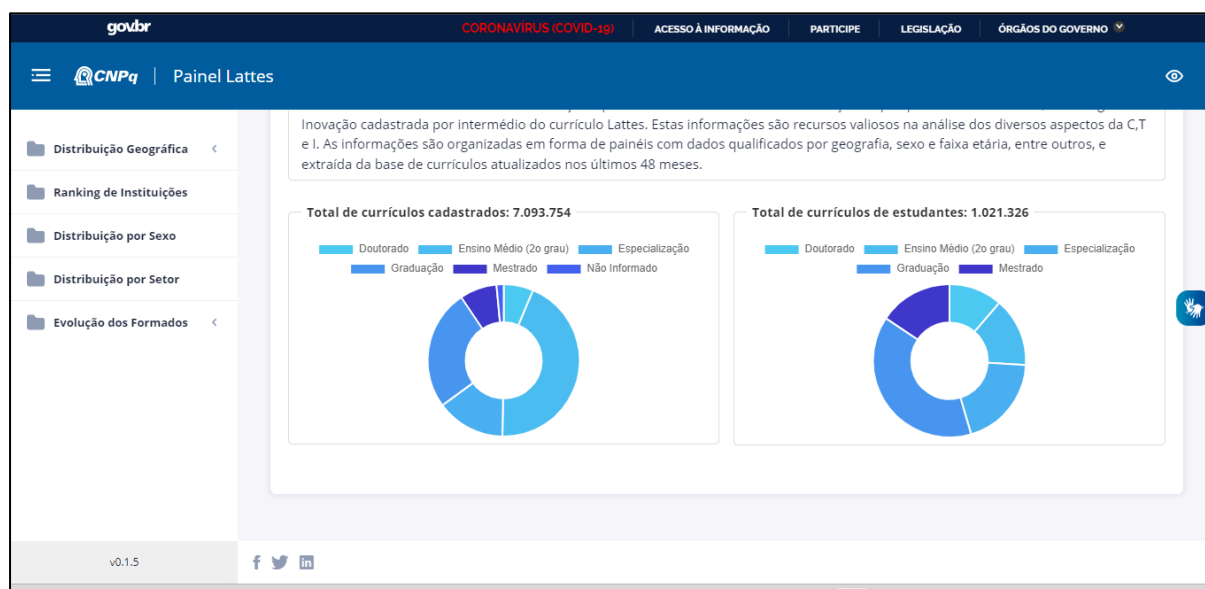 gov.br
CORONAVÍRUS (COVID-19) ACESSO À INFORMAÇÃO PARTICIPE LEGISLAÇÃO ÓRGÃOS DO GOVERNO
CNPq | Painel Lattes
Distribuição Geográfica
Ranking de Instituições
Distribuição por Sexo
Distribuição por Setor
Evolução dos Formados
Inovação cadastrada por intermédio do currículo Lattes. Estas informações são recursos valiosos na análise dos diversos aspectos da C,T
e I. As informações são organizadas em forma de painéis com dados qualificados por geografia, sexo e faixa etária, entre outros, e
extraída da base de currículos atualizados nos últimos 48 meses.
Total de currículos cadastrados: 7.093.754
Doutorado Ensino Médio (2o grau) Especialização
Graduação Mestrado Não Informado
Total de currículos de estudantes: 1.021.326
Doutorado Ensino Médio (2o grau) Especialização
Graduação Mestrado
v0.1.5